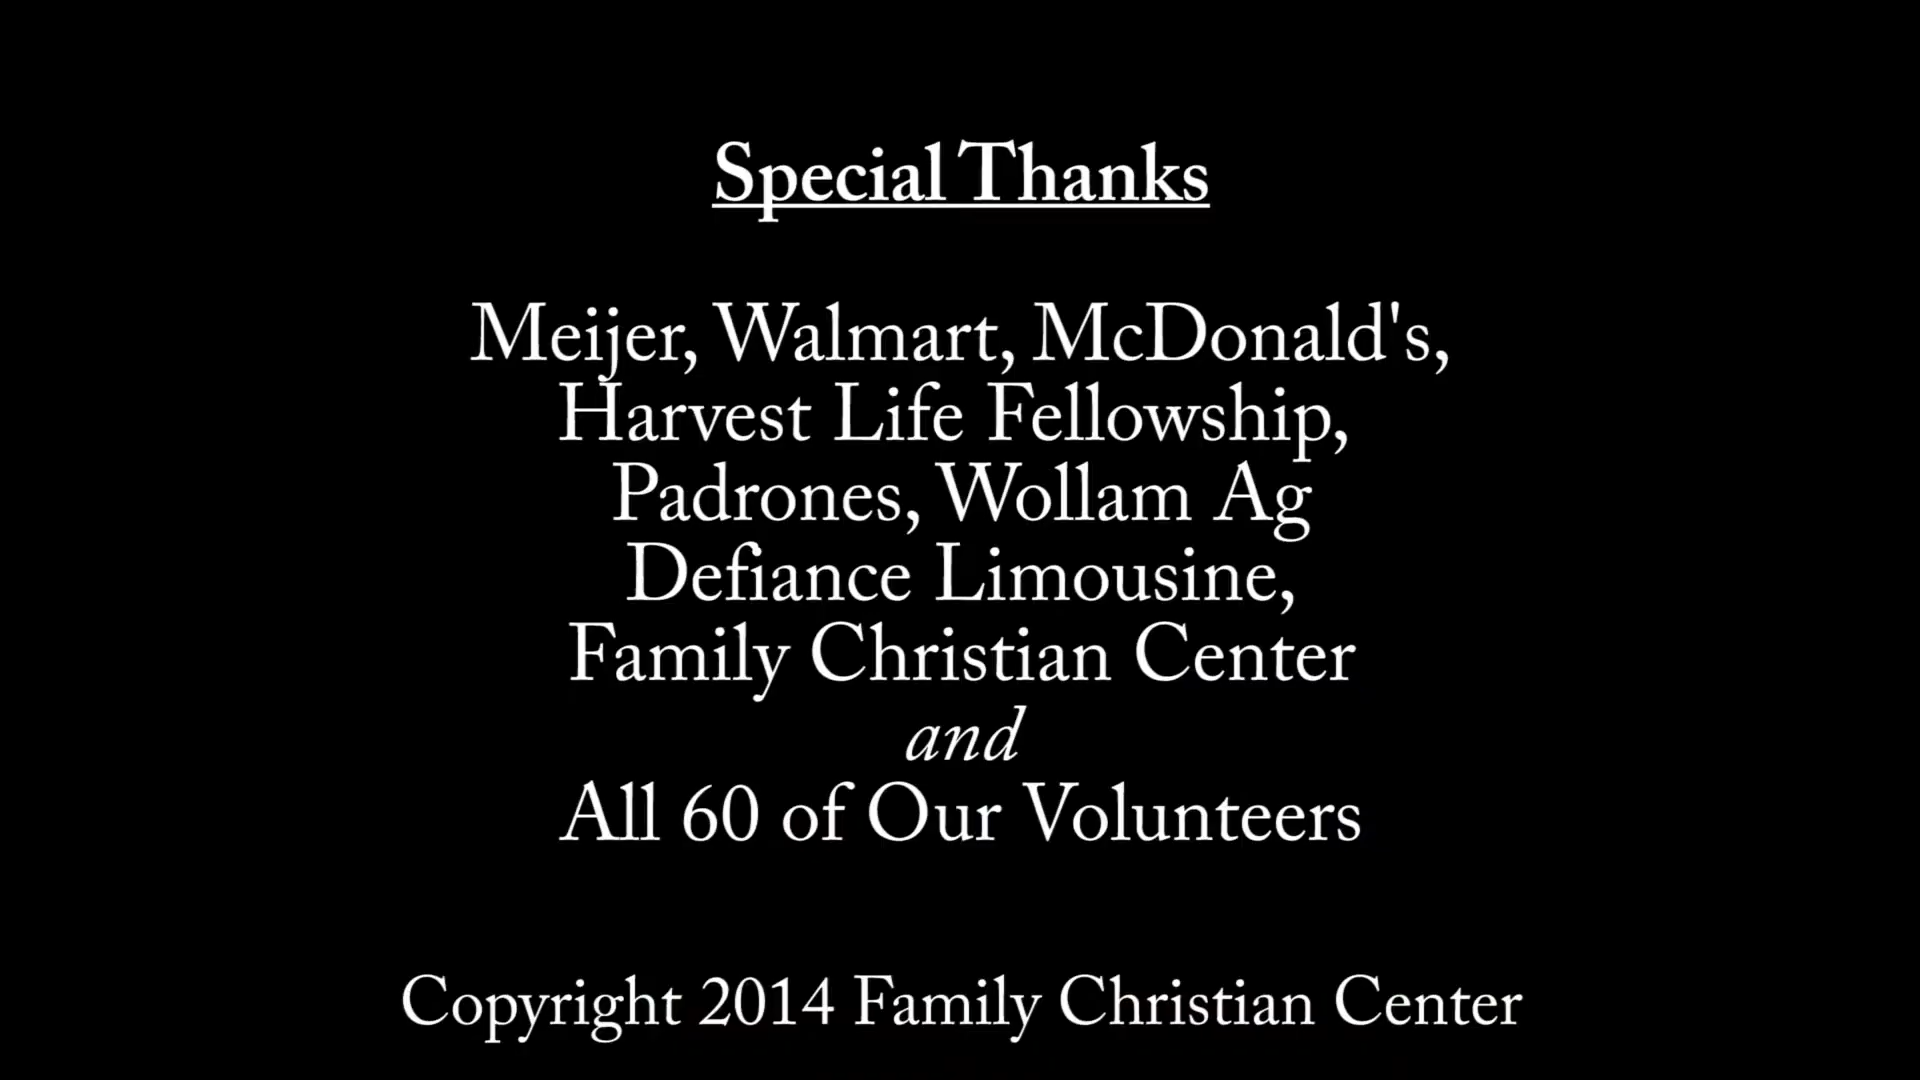 Special Thanks
Meijer, Walmart, McDonald's,
Harvest Life Fellowship,
Padrones, Wollam Ag
Defiance Limousine,
Family Christian Center
and
All 60 of Our Volunteers
Copyright 2014 Family Christian Center